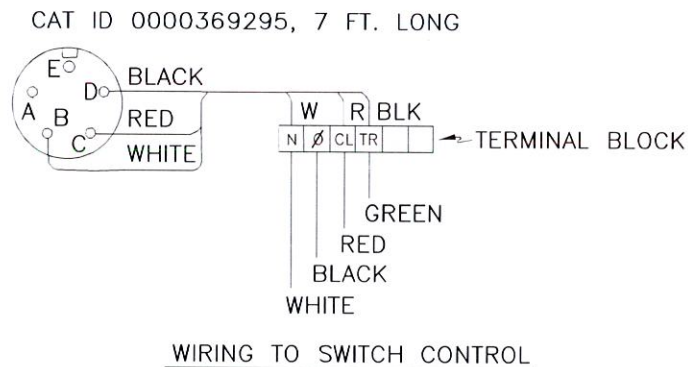 CAT ID 0000369295, 7 FT. LONG
E
BLACK
A
D
B
RED
C
WHITE
W R BLK
N Ø CL TR
TERMINAL BLOCK
GREEN
RED
BLACK
WHITE
WIRING TO SWITCH CONTROL